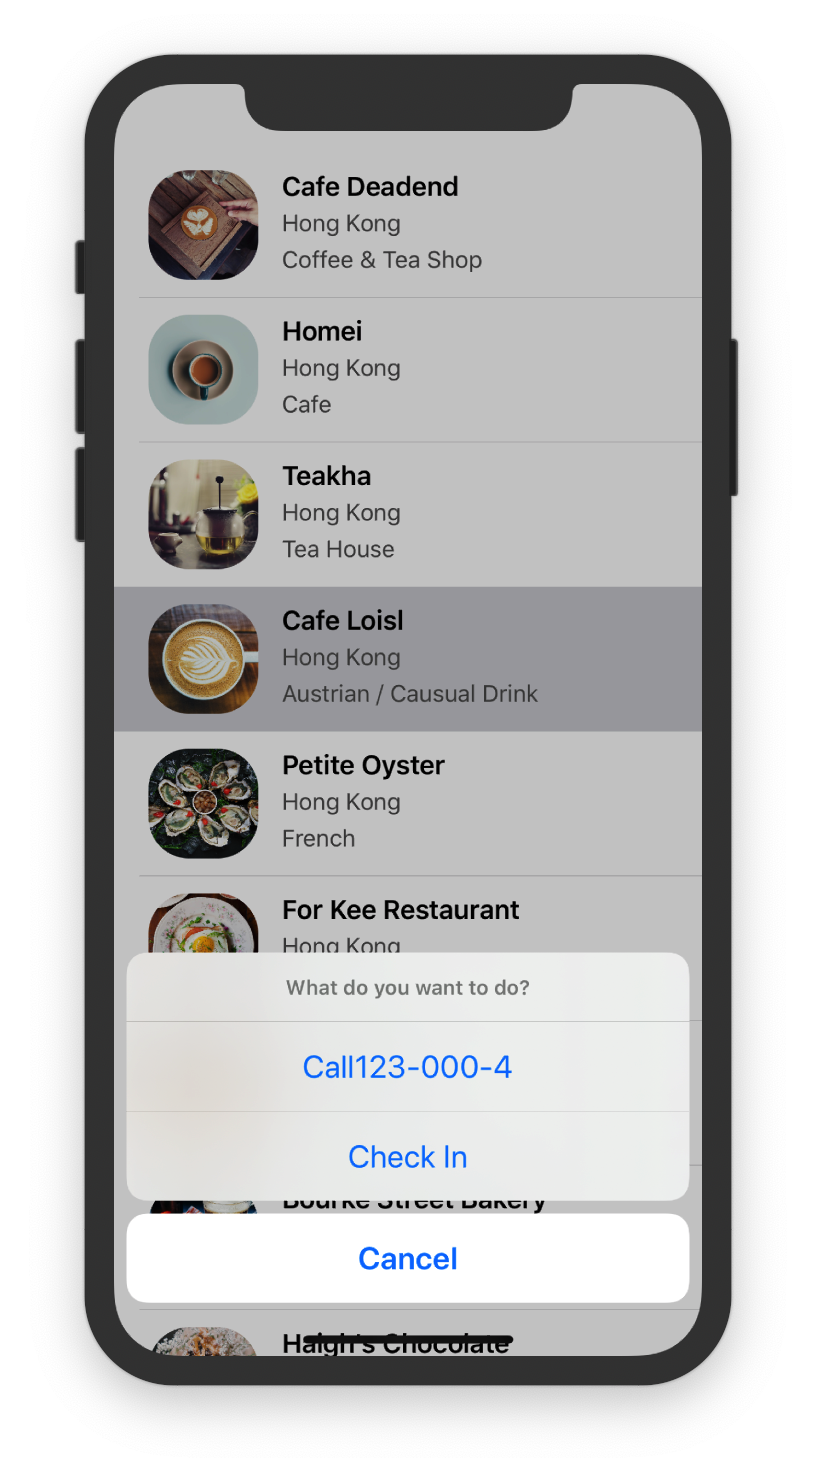 Cafe Deadend
Hong Kong
Coffee & Tea Shop
Homei
Hong Kong
Cafe
Teakha
Hong Kong
Tea House
Cafe Loisl
Hong Kong
Austrian / Causual Drink
Petite Oyster
Hong Kong
French
For Kee Restaurant
Hong Kong
What do you want to do?
Call123-000-4
Check In
Bourke Street Bakery
Cancel
Haigh's Chocolate